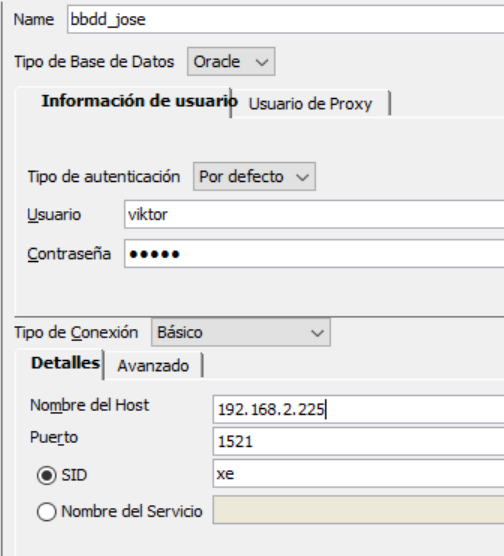 Name bbdd_jose
Tipo de Base de Datos Oracle
Información de usuario Usuario de Proxy
Tipo de autenticación Por defecto
Usuario viktor
Contraseña •••••
Tipo de Conexión Básico
Detalles Avanzado
Nombre del Host 192.168.2.225
Puerto 1521
SID xe
Nombre del Servicio